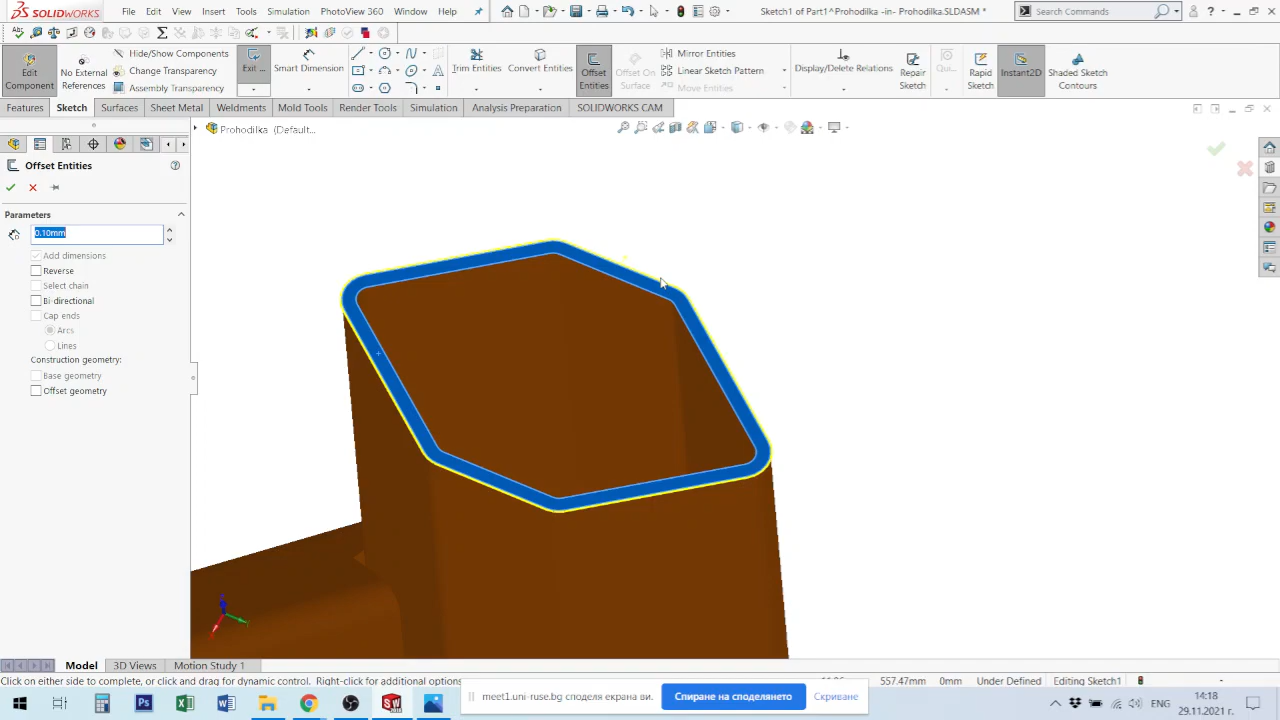 SOLIDWORKS
File Edit View Insert Tools Simulation PhotoView 360 Window Help
Sketch1 of Part1^Prohodilka -in- Prohodilka.SLDASM *
Search Commands
Edit Component
No External References
Hide/Show Components
Change Transparency
Assembly Transparency
Exit ...
Smart Dimension
Trim Entities
Convert Entities
Offset Entities
Offset On Surface
Mirror Entities
Linear Sketch Pattern
Move Entities
Display/Delete Relations
Repair Sketch
Qui...
Rapid Sketch
Instant2D
Shaded Sketch Contours
Features Sketch Surfaces Sheet Metal Weldments Mold Tools Render Tools Simulation Analysis Preparation SOLIDWORKS CAM
Prohodilka (Default...
Offset Entities
Parameters
0.10mm
Add dimensions
Reverse
Select chain
Bi-directional
Cap ends
Arcs
Lines
Construction geometry:
Base geometry
Offset geometry
Model 3D Views Motion Study 1
Click on either side to complete, or click-drag for dynamic control. Right-click for additional options
557.47mm 0mm Under Defined Editing Sketch1
meet1.uni-ruse.bg споделя екрана ви.
Спиране на споделянето
Скриване
ENG
14:18
29.11.2021 г.